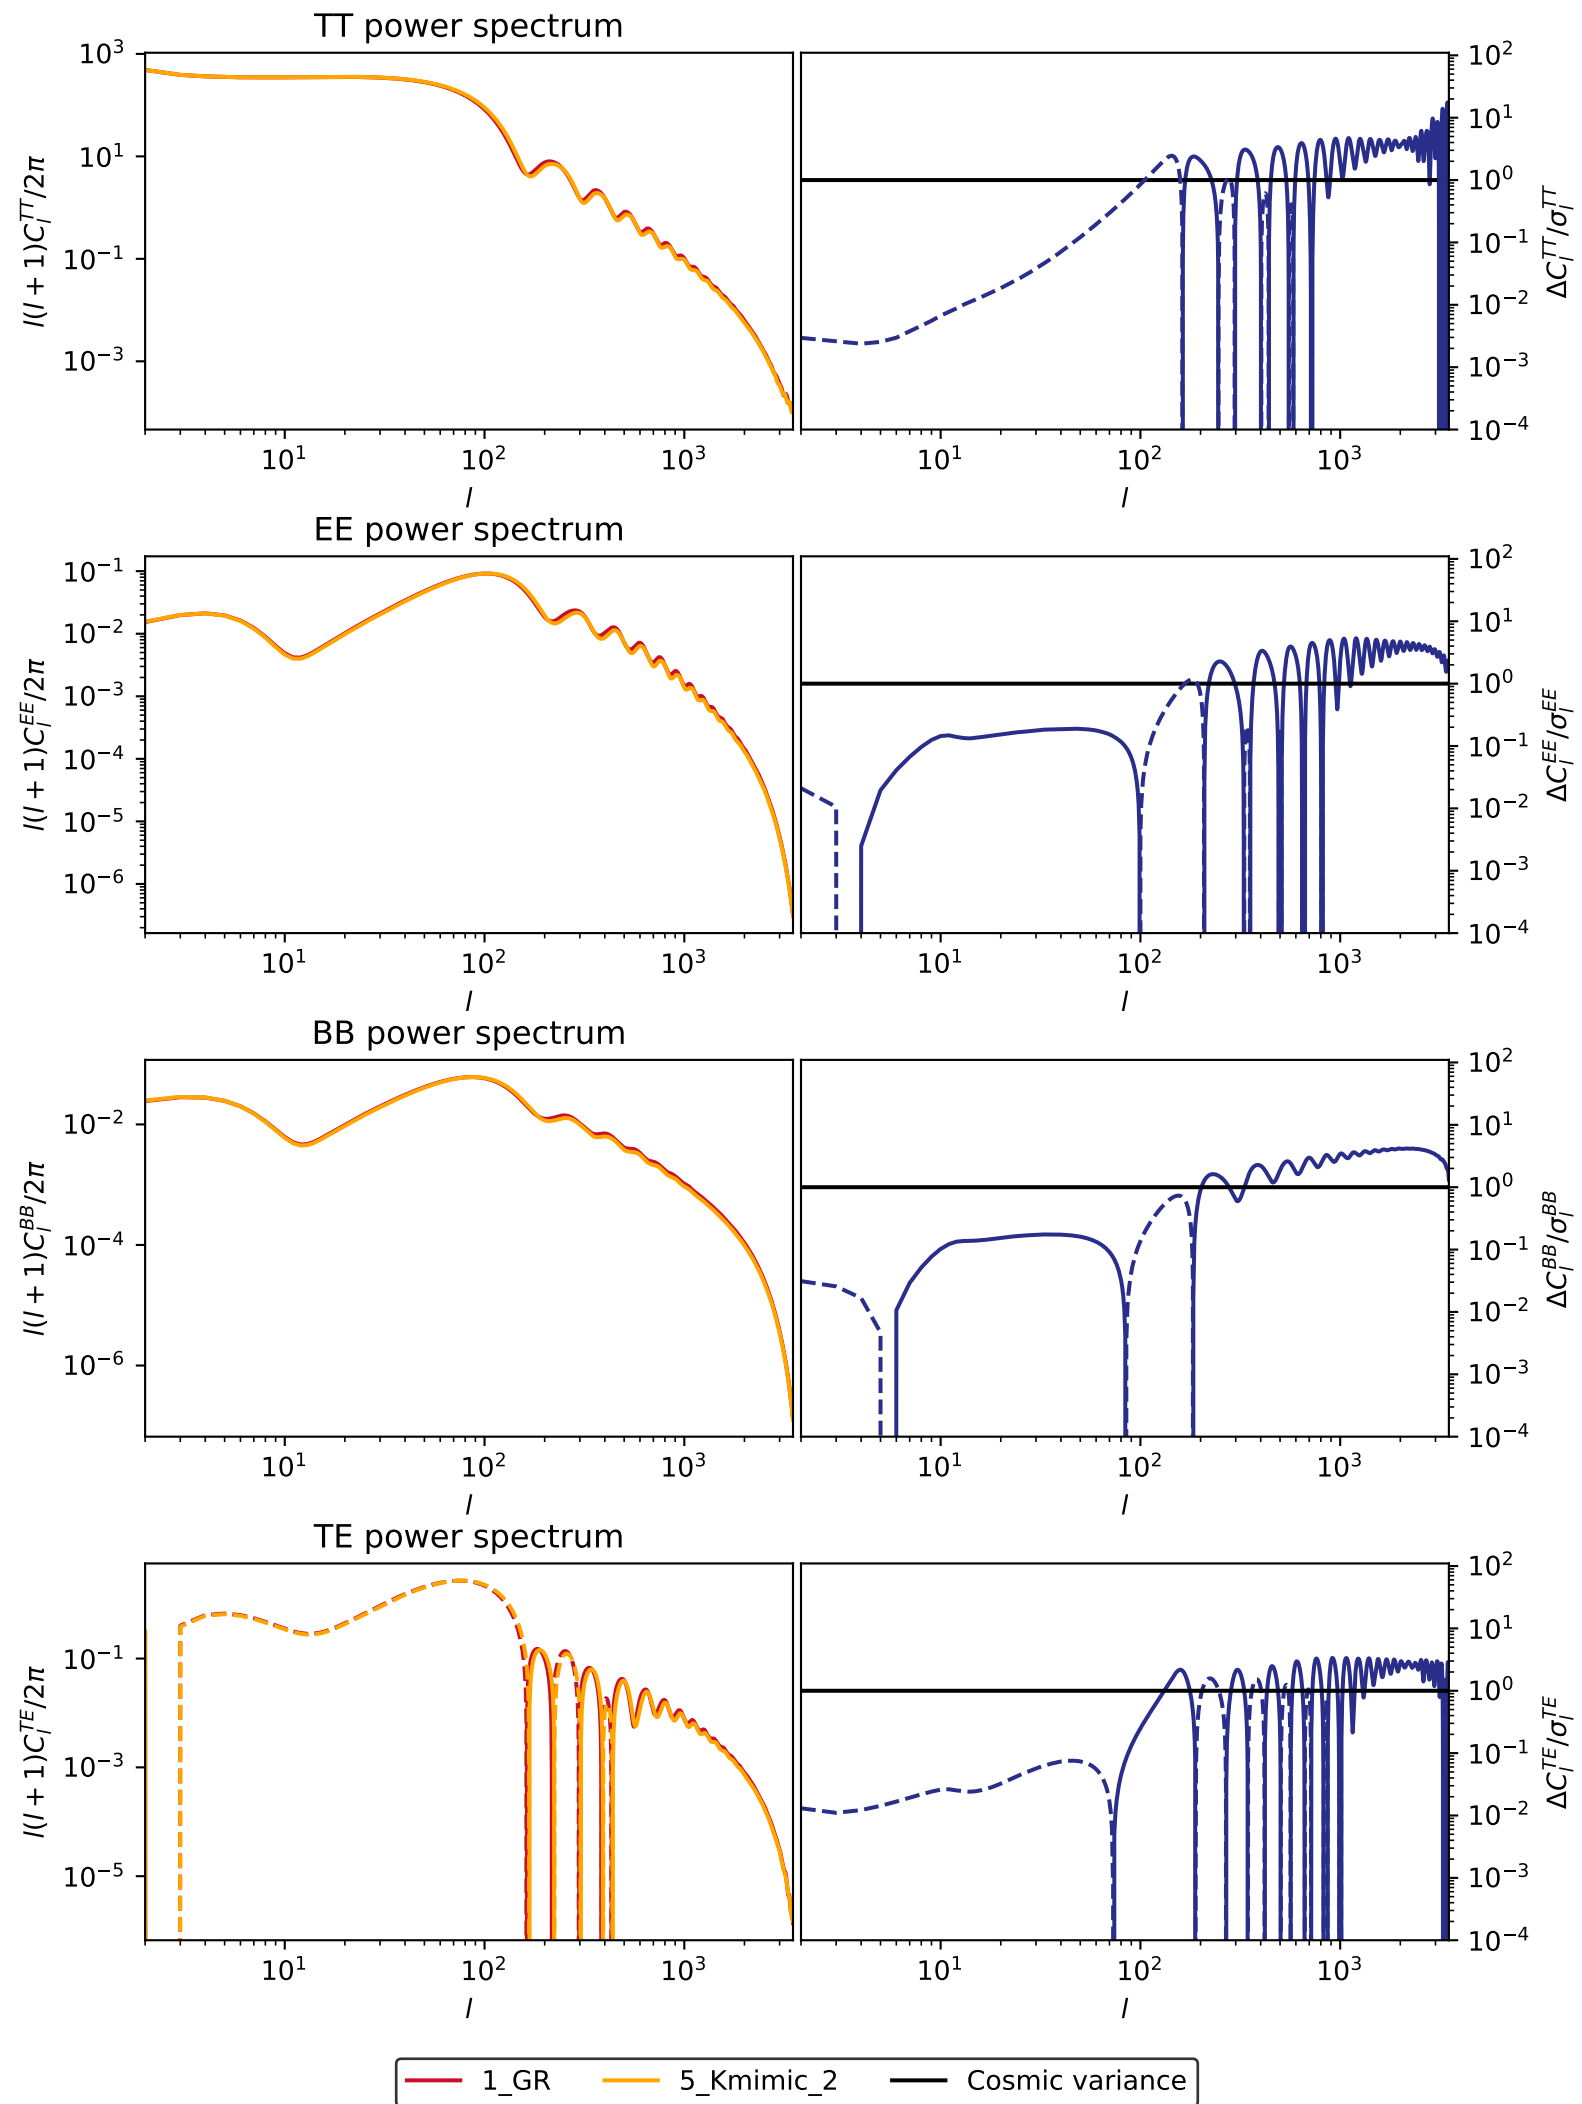 TT power spectrum
l(l + 1)C_l^{TT}/2π
10^3
10^1
10^{-1}
10^{-3}
10^1 10^2 10^3
l
10^1 10^2 10^3
l
10^2
10^1
10^0
10^{-1}
10^{-2}
10^{-3}
10^{-4}
ΔC_l^{TT}/σ_l^{TT}
EE power spectrum
l(l + 1)C_l^{EE}/2π
10^{-1}
10^{-2}
10^{-3}
10^{-4}
10^{-5}
10^{-6}
10^1 10^2 10^3
l
10^1 10^2 10^3
l
10^2
10^1
10^0
10^{-1}
10^{-2}
10^{-3}
10^{-4}
ΔC_l^{EE}/σ_l^{EE}
BB power spectrum
l(l + 1)C_l^{BB}/2π
10^{-2}
10^{-4}
10^{-6}
10^1 10^2 10^3
l
10^1 10^2 10^3
l
10^2
10^1
10^0
10^{-1}
10^{-2}
10^{-3}
10^{-4}
ΔC_l^{BB}/σ_l^{BB}
TE power spectrum
l(l + 1)C_l^{TE}/2π
10^{-1}
10^{-3}
10^{-5}
10^1 10^2 10^3
l
10^1 10^2 10^3
l
10^2
10^1
10^0
10^{-1}
10^{-2}
10^{-3}
10^{-4}
ΔC_l^{TE}/σ_l^{TE}
1_GR 5_Kmimic_2 Cosmic variance